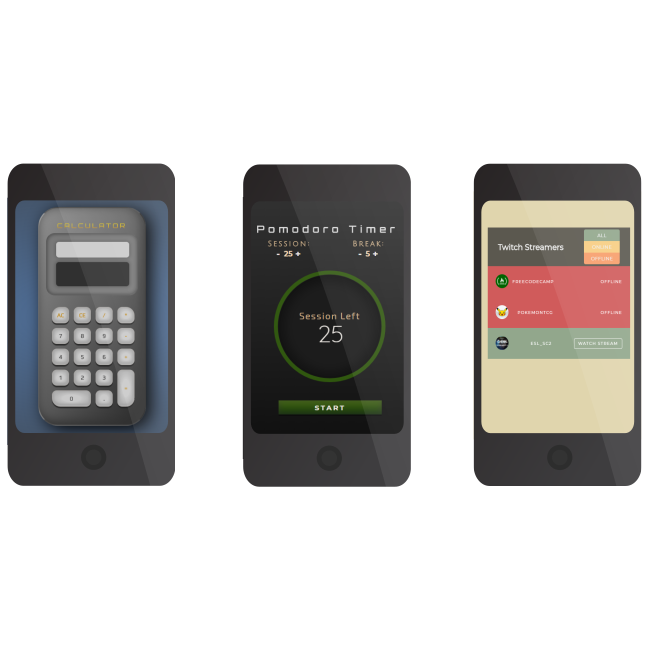 CALCULATOR
AC CE
7 8 9
4 5 6
1 2 3
0 .
Pomodoro Timer
Session: Break:
- 25 + - 5 +
Session Left
25
START
Twitch Streamers
ALL
ONLINE
OFFLINE
FREECODECAMP OFFLINE
POKEMONTCG OFFLINE
ESL_SC2 WATCH STREAM